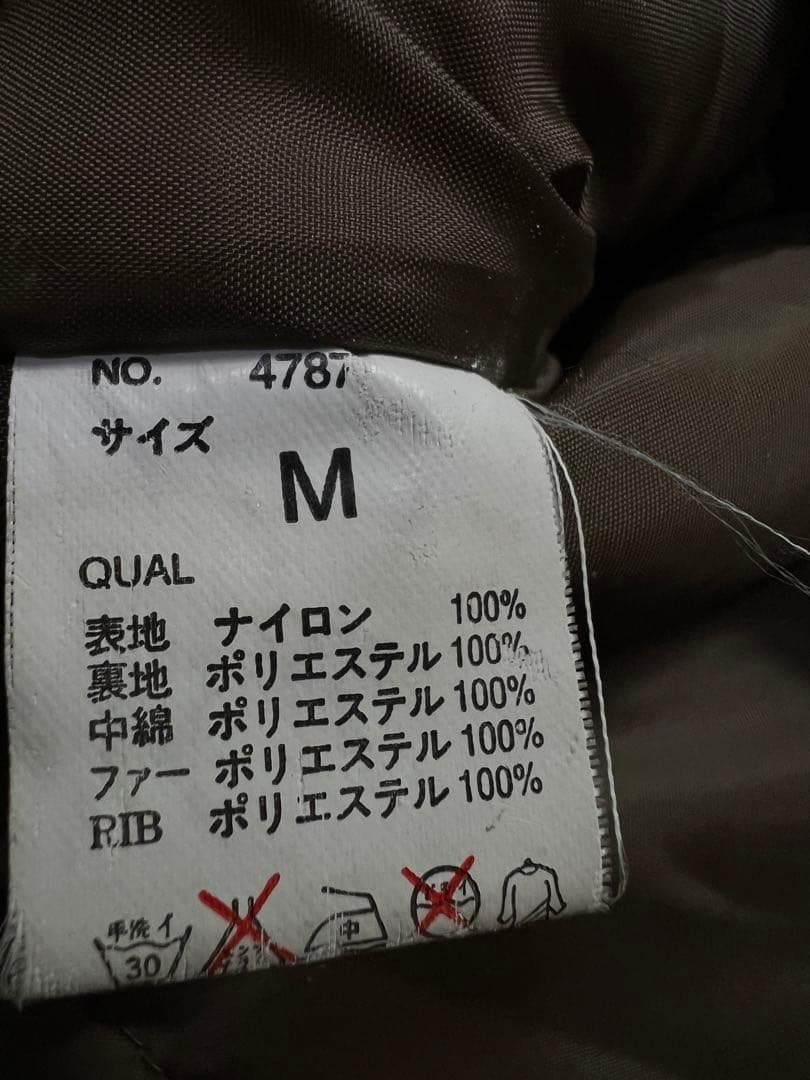 NO. 4787
サイズ
M
QUAL
表地 ナイロン 100%
裏地 ポリエステル 100%
中綿 ポリエステル 100%
ファー ポリエステル 100%
RIB ポリエステル 100%
手洗イ 30 中